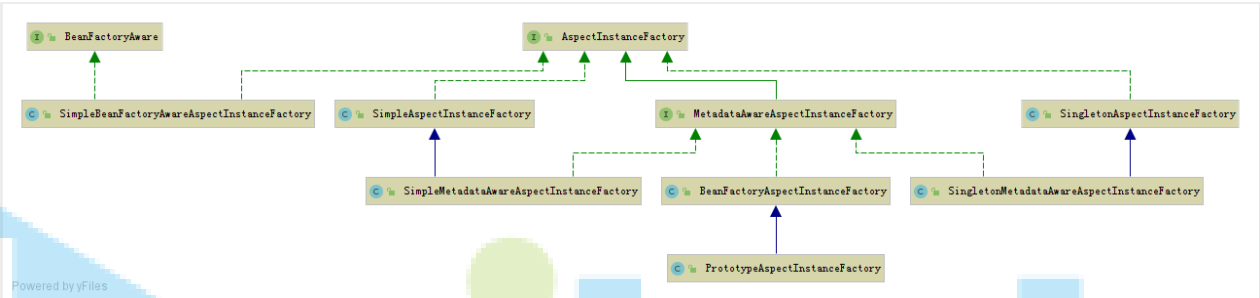 BeanFactoryAware
AspectInstanceFactory
SimpleBeanFactoryAwareAspectInstanceFactory
SimpleAspectInstanceFactory
MetadataAwareAspectInstanceFactory
SingletonAspectInstanceFactory
SimpleMetadataAwareAspectInstanceFactory
BeanFactoryAspectInstanceFactory
SingletonMetadataAwareAspectInstanceFactory
PrototypeAspectInstanceFactory
Powered by yFiles